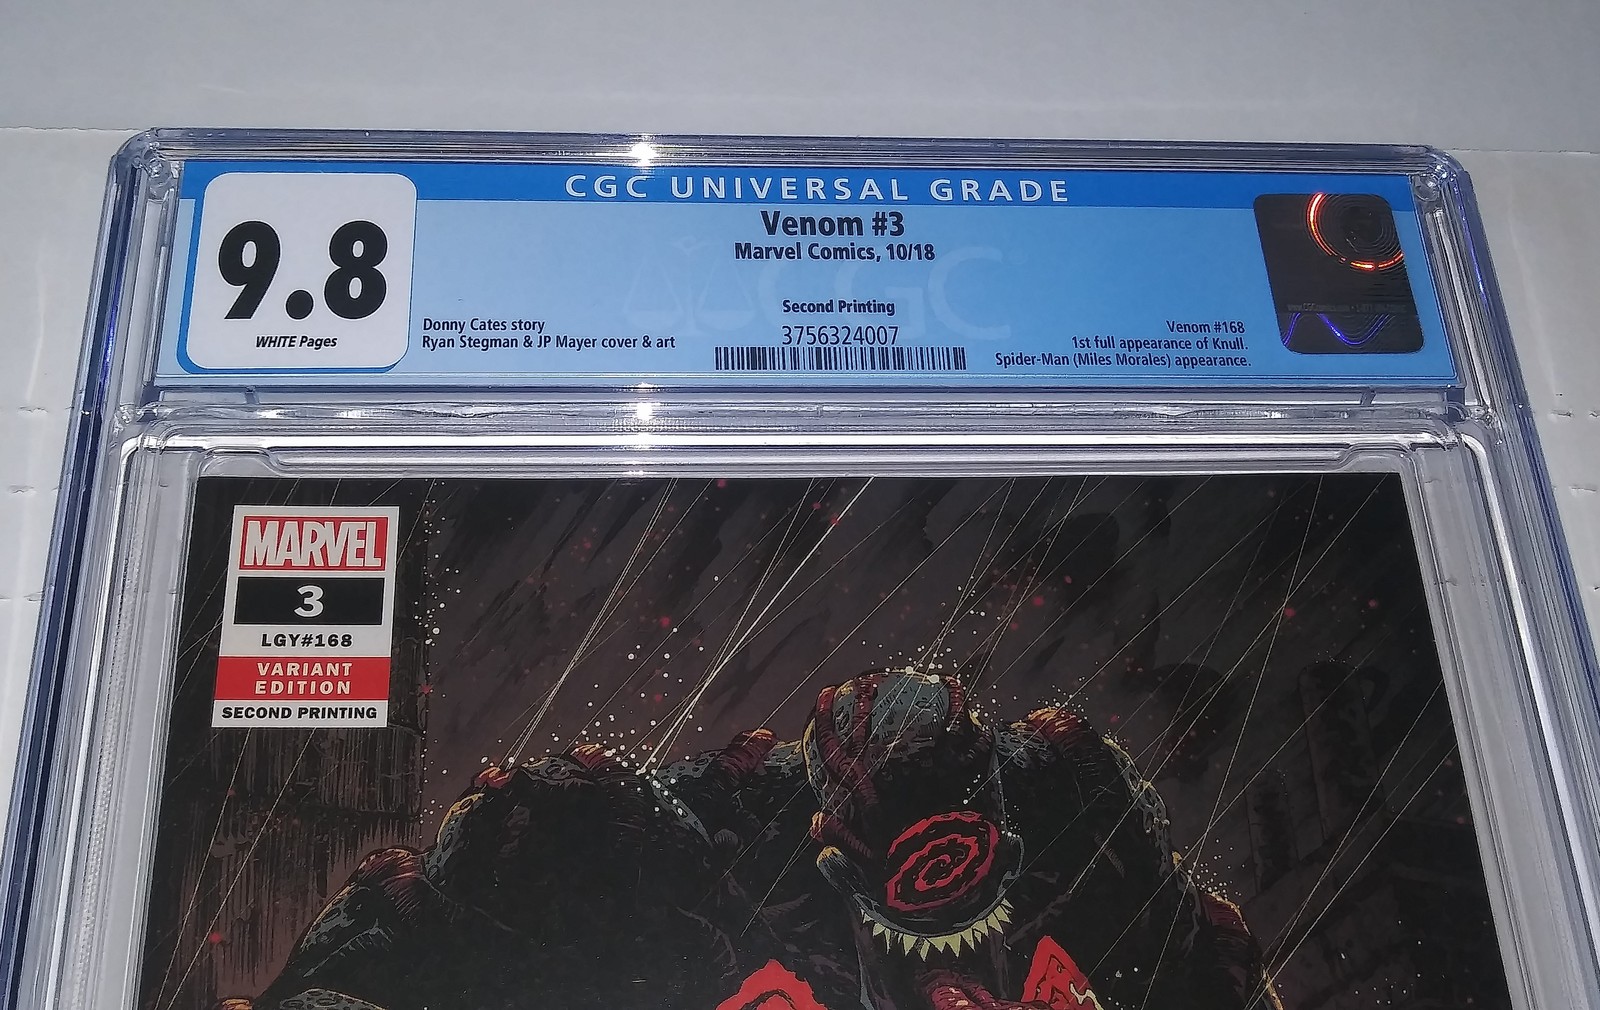 CGC UNIVERSAL GRADE
9.8
WHITE Pages
Venom #3
Marvel Comics, 10/18
Second Printing
3756324007
Donny Cates story
Ryan Stegman & JP Mayer cover & art
Venom #168
1st full appearance of Knull.
Spider-Man (Miles Morales) appearance.
CGC
MARVEL
3
LGY#168
VARIANT
EDITION
SECOND PRINTING